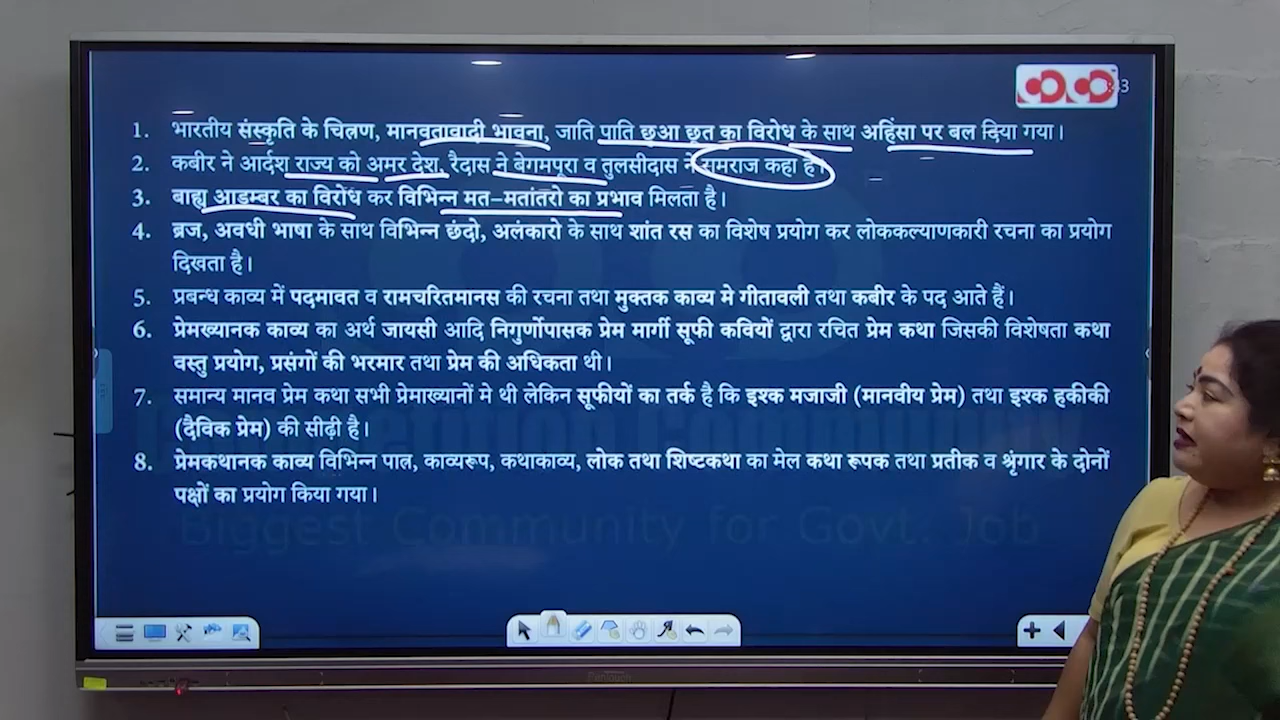 1. भारतीय संस्कृति के चित्रण, मानवतावादी भावना, जाति पाति छआ छत का विरोध के साथ अहिंसा पर बल दिया गया।
2. कबीर ने आर्दश राज्य को अमर देश, रैदास ने बेगमपूरा व तुलसीदास ने रामराज कहा है।
3. बाह्य आडम्बर का विरोध कर विभिन्न मत-मतांतरो का प्रभाव मिलता है।
4. ब्रज, अवधी भाषा के साथ विभिन्न छंदो, अलंकारो के साथ शांत रस का विशेष प्रयोग कर लोककल्याणकारी रचना का प्रयोग
दिखता है।
5. प्रबन्ध काव्य में पदमावत व रामचरितमानस की रचना तथा मुक्तक काव्य मे गीतावली तथा कबीर के पद आते हैं।
6. प्रेमख्यानक काव्य का अर्थ जायसी आदि निगुर्णोपासक प्रेम मार्गी सूफी कवियों द्वारा रचित प्रेम कथा जिसकी विशेषता कथा
वस्तु प्रयोग, प्रसंगों की भरमार तथा प्रेम की अधिकता थी।
7. समान्य मानव प्रेम कथा सभी प्रेमाख्यानों मे थी लेकिन सूफीयों का तर्क है कि इश्क मजाजी (मानवीय प्रेम) तथा इश्क हकीकी
(दैविक प्रेम) की सीढ़ी है।
8. प्रेमकथानक काव्य विभिन्न पात्र, काव्यरूप, कथाकाव्य, लोक तथा शिष्टकथा का मेल कथा रूपक तथा प्रतीक व श्रृंगार के दोनों
पक्षों का प्रयोग किया गया।
Biggest Community for Govt. Job